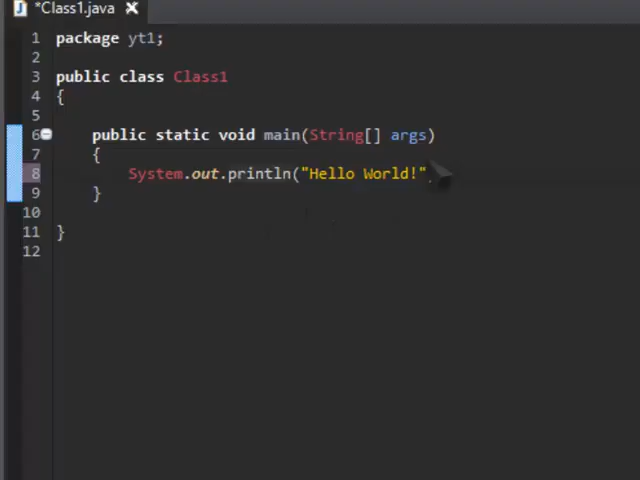 *Class1.java
1 package yt1;
2
3 public class Class1
4 {
5
6 public static void main(String[] args)
7 {
8 System.out.println("Hello World!"
9 }
10
11 }
12